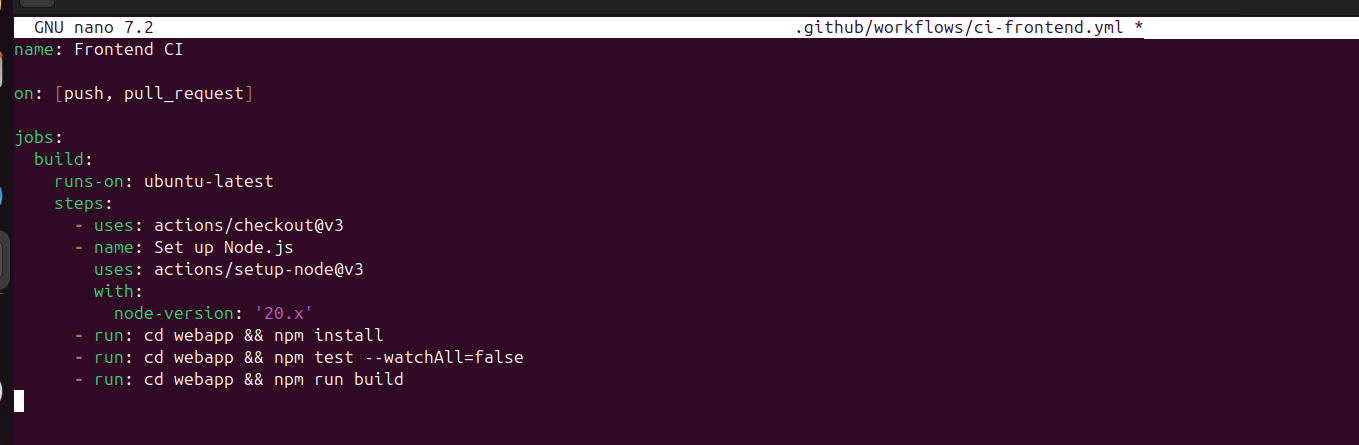 GNU nano 7.2 .github/workflows/ci-frontend.yml *
name: Frontend CI
on: [push, pull_request]
jobs:
build:
runs-on: ubuntu-latest
steps:
- uses: actions/checkout@v3
- name: Set up Node.js
uses: actions/setup-node@v3
with:
node-version: '20.x'
- run: cd webapp && npm install
- run: cd webapp && npm test --watchAll=false
- run: cd webapp && npm run build